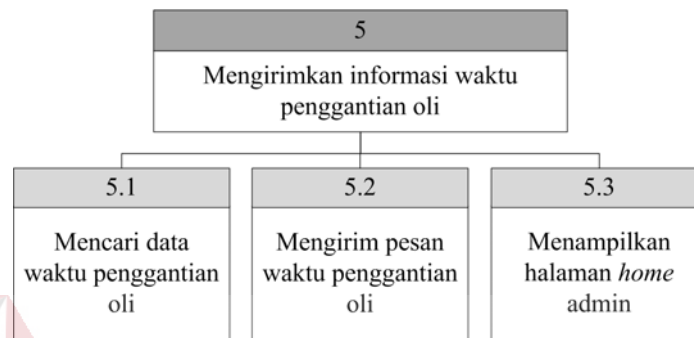 5
Mengirimkan informasi waktu
penggantian oli
5.1
Mencari data
waktu penggantian
oli
5.2
Mengirim pesan
waktu penggantian
oli
5.3
Menampilkan
halaman home
admin